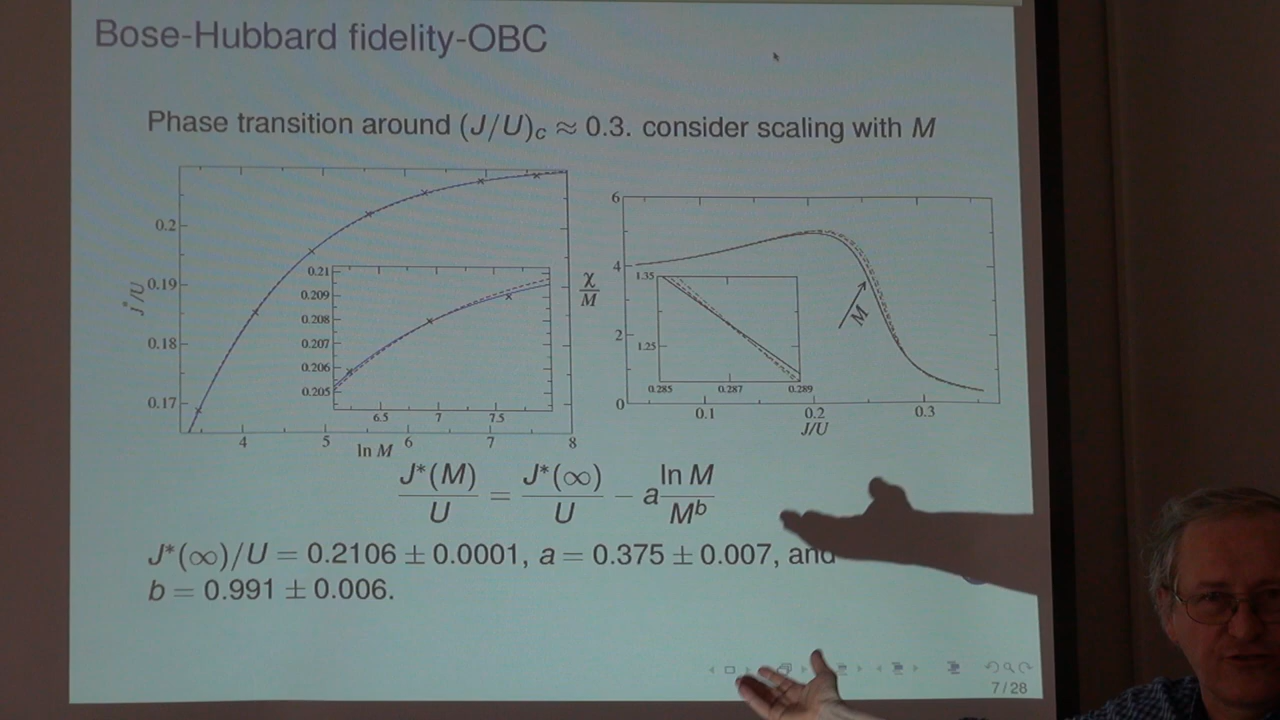 Bose-Hubbard fidelity-OBC
Phase transition around (J/U)c ≈ 0.3. consider scaling with M
0.2
0.19
0.18
0.17
J*/U
4 5 6 7 8
ln M
0.21
0.209
0.208
0.207
0.206
0.205
6.5 7 7.5
6
4
2
0
χ/M
0.1 0.2 0.3
J/U
M
1.35
1.25
0.285 0.287 0.289
J*(M)/U = J*(∞)/U − a ln M/M^b
J*(∞)/U = 0.2106 ± 0.0001, a = 0.375 ± 0.007, and
b = 0.991 ± 0.006.
7/28